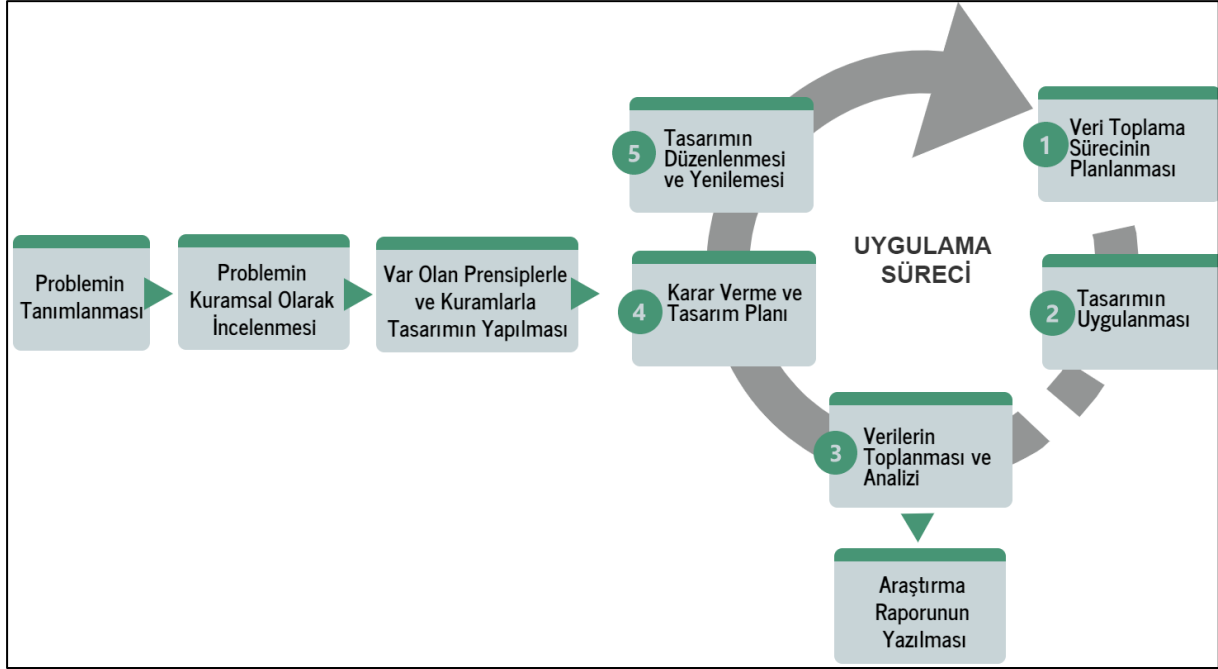 Problemin
Tanımlanması
Problemin
Kuramsal Olarak
İncelenmesi
Var Olan Prensiplerle
ve Kuramlarla
Tasarımın Yapılması
UYGULAMA
SÜRECİ
1
Veri Toplama
Sürecinin
Planlanması
2
Tasarımın
Uygulanması
3
Verilerin
Toplanması ve
Analizi
4
Karar Verme ve
Tasarım Planı
5
Tasarımın
Düzenlenmesi
ve Yenilemesi
Araştırma
Raporunun
Yazılması